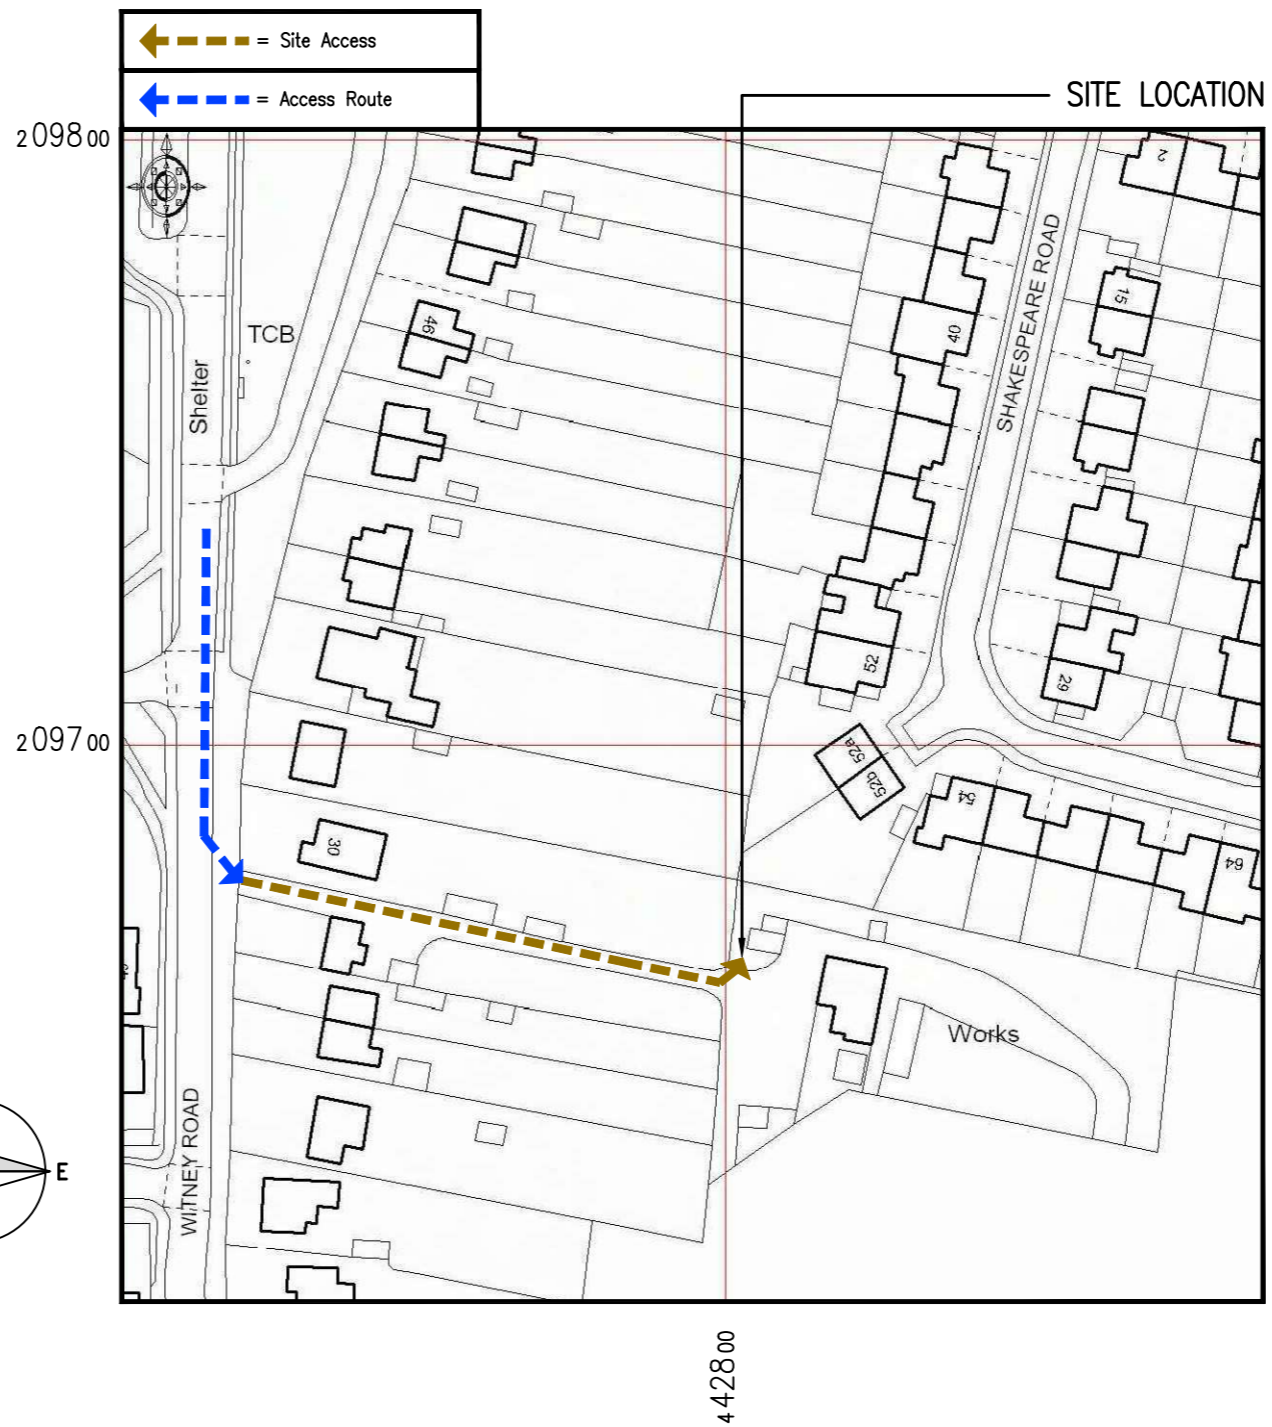 = Site Access
= Access Route
SITE LOCATION
209800
2
SHAKESPEARE ROAD
15
46
TCB
40
Shelter
52
29
209700
52a
52b
54
30
64
Works
WITNEY ROAD
E
442800